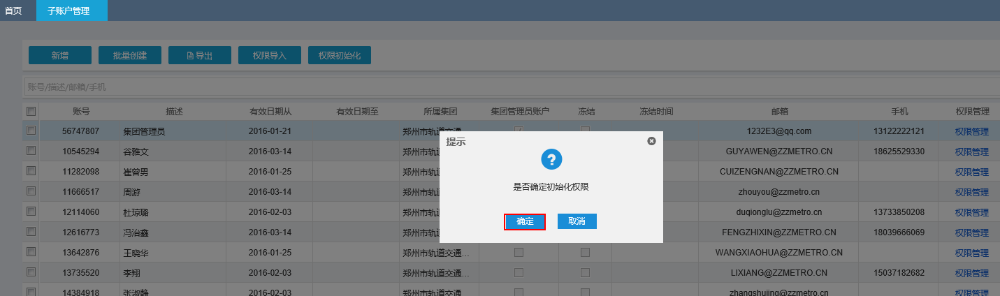 首页 子账户管理
新增 批量创建 导出 权限导入 权限初始化
账号/描述/邮箱/手机
账号 描述 有效日期从 有效日期至 所属集团 集团管理员账户 冻结 冻结时间 邮箱 手机 权限管理
56747807 集团管理员 2016-01-21 郑州市轨道交通 1232E3@qq.com 13122222121 权限管理
10545294 谷雅文 2016-03-14 郑州市轨道 GUYAWEN@ZZMETRO.CN 18625529330 权限管理
11282098 崔曾男 2016-01-25 郑州市轨道 CUIZENGNAN@ZZMETRO.CN 权限管理
11666517 周游 2016-03-14 郑州市轨道 zhouyou@zzmetro.cn 权限管理
12114060 杜琼璐 2016-02-03 郑州市轨道 duqionglu@zzmetro.cn 13733850208 权限管理
12616773 冯治鑫 2016-03-14 郑州市轨道 FENGZHIXIN@ZZMETRO.CN 18039666069 权限管理
13642876 王晓华 2016-01-25 郑州市轨道交通... WANGXIAOHUA@ZZMETRO.CN 权限管理
13735520 李翔 2016-02-03 郑州市轨道交通... LIXIANG@ZZMETRO.CN 15037182682 权限管理
14384918 张淑静 2016-02-03 郑州市轨道交通... zhangshujing@zzmetro.cn 权限管理
提示
?
是否确定初始化权限
确定 取消